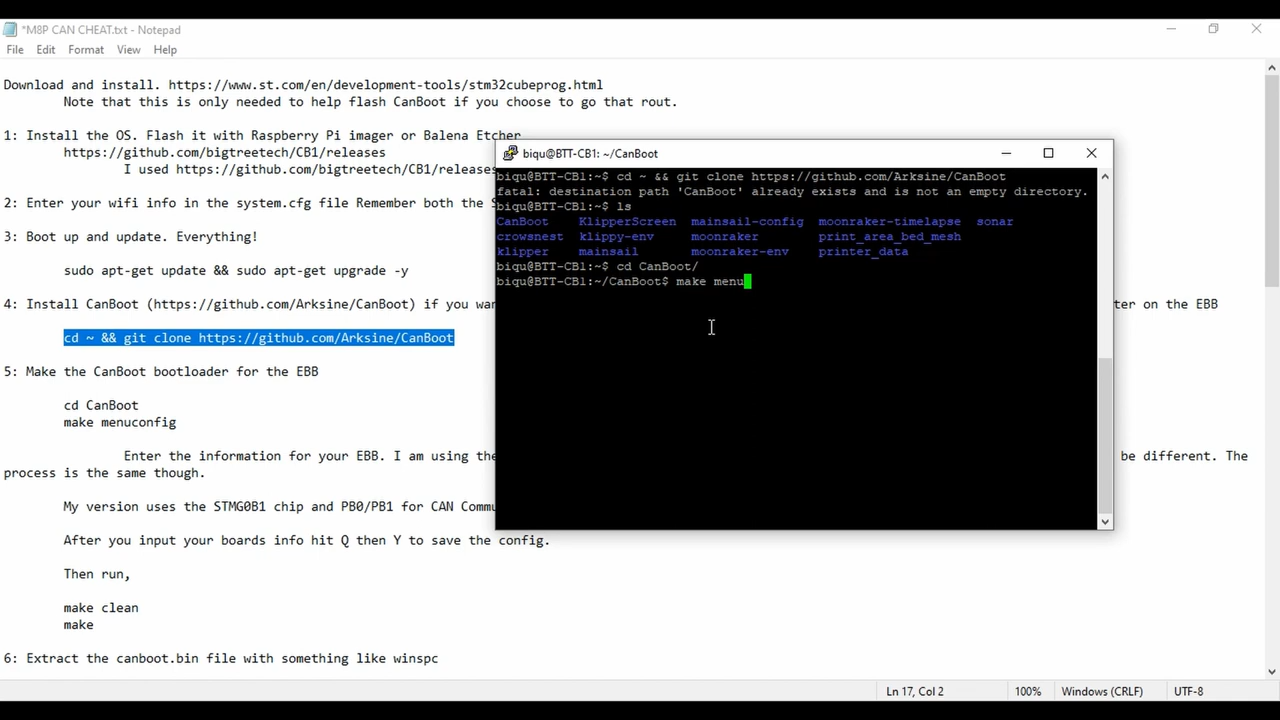 *M8P CAN CHEAT.txt - Notepad
File Edit Format View Help
Download and install. https://www.st.com/en/development-tools/stm32cubeprog.html
Note that this is only needed to help flash CanBoot if you choose to go that rout.
1: Install the OS. Flash it with Raspberry Pi imager or Balena Etcher
https://github.com/bigtreetech/CB1/releases
I used https://github.com/bigtreetech/CB1/releases
2: Enter your wifi info in the system.cfg file Remember both the S
3: Boot up and update. Everything!
sudo apt-get update && sudo apt-get upgrade -y
4: Install CanBoot (https://github.com/Arksine/CanBoot) if you wan
ter on the EBB
cd ~ && git clone https://github.com/Arksine/CanBoot
5: Make the CanBoot bootloader for the EBB
cd CanBoot
make menuconfig
Enter the information for your EBB. I am using the
be different. The
process is the same though.
My version uses the STMG0B1 chip and PB0/PB1 for CAN Commu
After you input your boards info hit Q then Y to save the config.
Then run,
make clean
make
6: Extract the canboot.bin file with something like winspc
Ln 17, Col 2 100% Windows (CRLF) UTF-8
biqu@BTT-CB1: ~/CanBoot
biqu@BTT-CB1:~$ cd ~ && git clone https://github.com/Arksine/CanBoot
fatal: destination path 'CanBoot' already exists and is not an empty directory.
biqu@BTT-CB1:~$ ls
CanBoot KlipperScreen mainsail-config moonraker-timelapse sonar
crowsnest klippy-env moonraker print_area_bed_mesh
klipper mainsail moonraker-env printer_data
biqu@BTT-CB1:~$ cd CanBoot/
biqu@BTT-CB1:~/CanBoot$ make menu